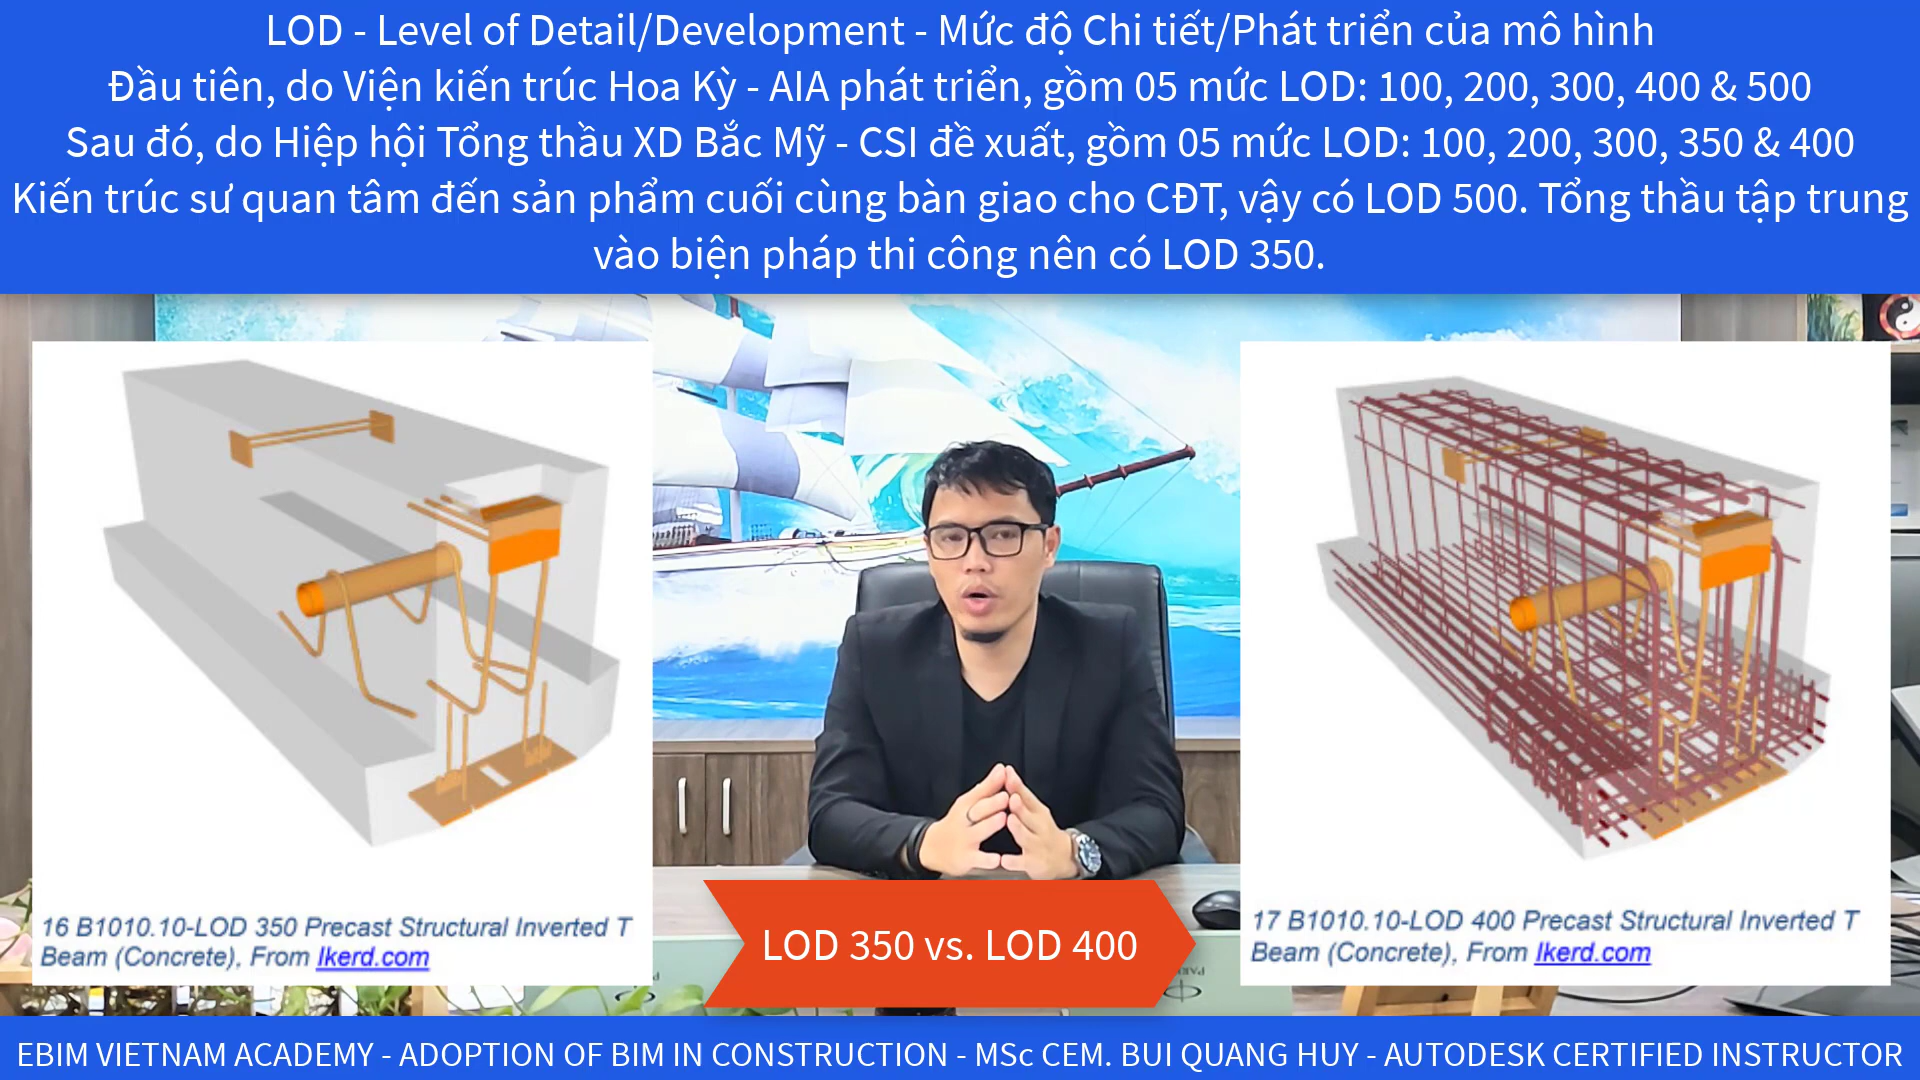 LOD - Level of Detail/Development - Mức độ Chi tiết/Phát triển của mô hình
Đầu tiên, do Viện kiến trúc Hoa Kỳ - AIA phát triển, gồm 05 mức LOD: 100, 200, 300, 400 & 500
Sau đó, do Hiệp hội Tổng thầu XD Bắc Mỹ - CSI đề xuất, gồm 05 mức LOD: 100, 200, 300, 350 & 400
Kiến trúc sư quan tâm đến sản phẩm cuối cùng bàn giao cho CĐT, vậy có LOD 500. Tổng thầu tập trung
vào biện pháp thi công nên có LOD 350.
16 B1010.10-LOD 350 Precast Structural Inverted T
Beam (Concrete), From Ikerd.com
LOD 350 vs. LOD 400
17 B1010.10-LOD 400 Precast Structural Inverted T
Beam (Concrete), From Ikerd.com
EBIM VIETNAM ACADEMY - ADOPTION OF BIM IN CONSTRUCTION - MSc CEM. BUI QUANG HUY - AUTODESK CERTIFIED INSTRUCTOR